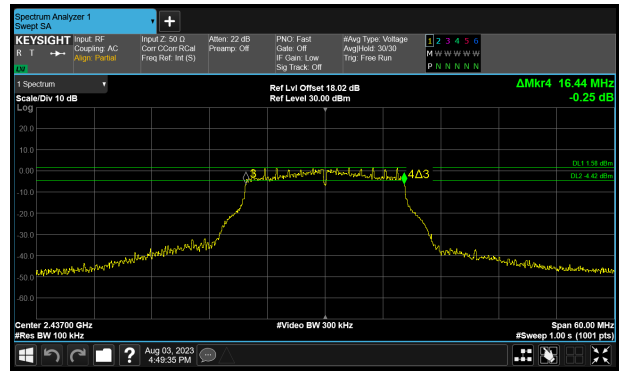 Spectrum Analyzer 1
Swept SA
KEYSIGHT
R T
LXI
Input: RF
Coupling: AC
Align: Partial
Input Z: 50 Ω
Corr CCorr RCal
Freq Ref: Int (S)
Atten: 22 dB
Preamp: Off
PNO: Fast
Gate: Off
IF Gain: Low
Sig Track: Off
#Avg Type: Voltage
Avg|Hold: 30/30
Trig: Free Run
1 2 3 4 5 6
M W W W W W
P N N N N N
1 Spectrum
Scale/Div 10 dB
Ref Lvl Offset 18.02 dB
Ref Level 30.00 dBm
ΔMkr4 16.44 MHz
-0.25 dB
Log
20.0
10.0
0.00
-10.0
-20.0
-30.0
-40.0
-50.0
-60.0
DL1 1.58 dBm
DL2 -4.42 dBm
3
4Δ3
Center 2.43700 GHz
#Res BW 100 kHz
#Video BW 300 kHz
Span 60.00 MHz
#Sweep 1.00 s (1001 pts)
?
Aug 03, 2023
4:49:35 PM